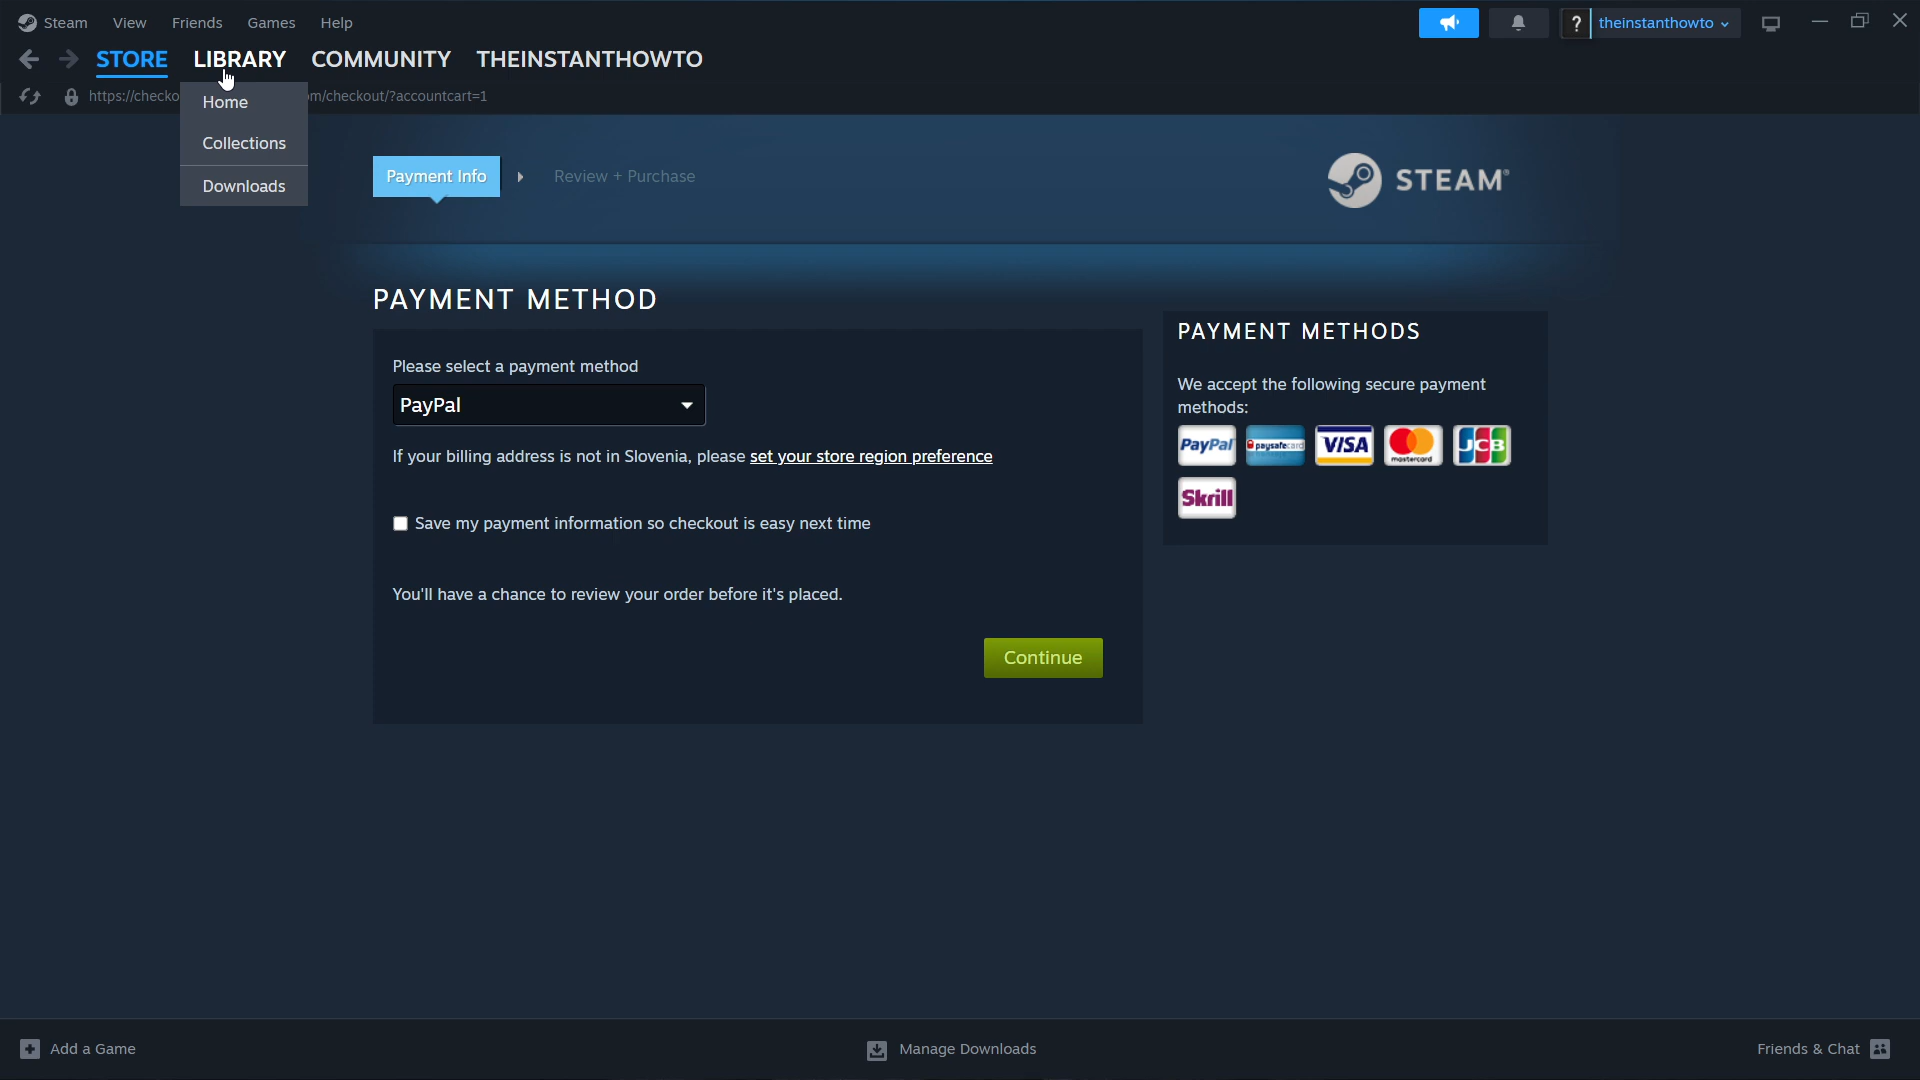 Steam View Friends Games Help
? theinstanthowto
STORE LIBRARY COMMUNITY THEINSTANTHOWTO
https://checko m/checkout/?accountcart=1
Home
Collections
Downloads
Payment Info Review + Purchase
STEAM®
PAYMENT METHOD
Please select a payment method
PayPal
If your billing address is not in Slovenia, please set your store region preference
Save my payment information so checkout is easy next time
You'll have a chance to review your order before it's placed.
Continue
PAYMENT METHODS
We accept the following secure payment
methods:
PayPal paysafecard VISA mastercard JCB
Skrill
Add a Game Manage Downloads Friends & Chat